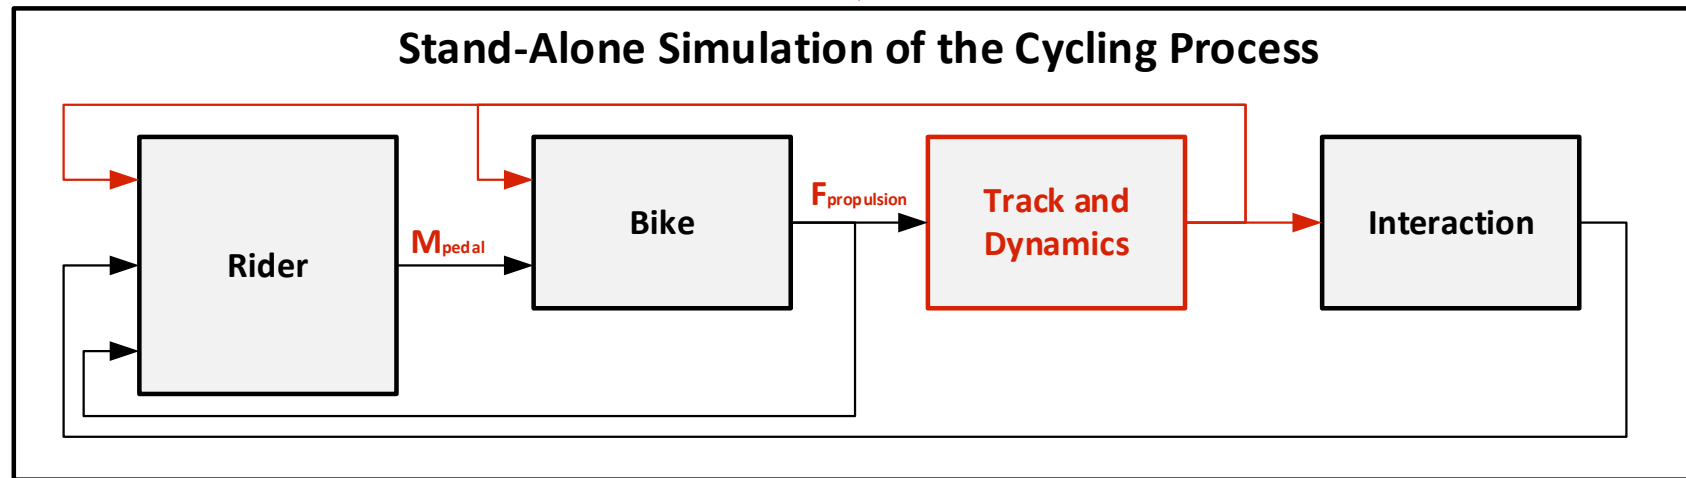 Stand-Alone Simulation of the Cycling Process
Rider
Mpedal
Bike
Fpropulsion
Track and
Dynamics
Interaction